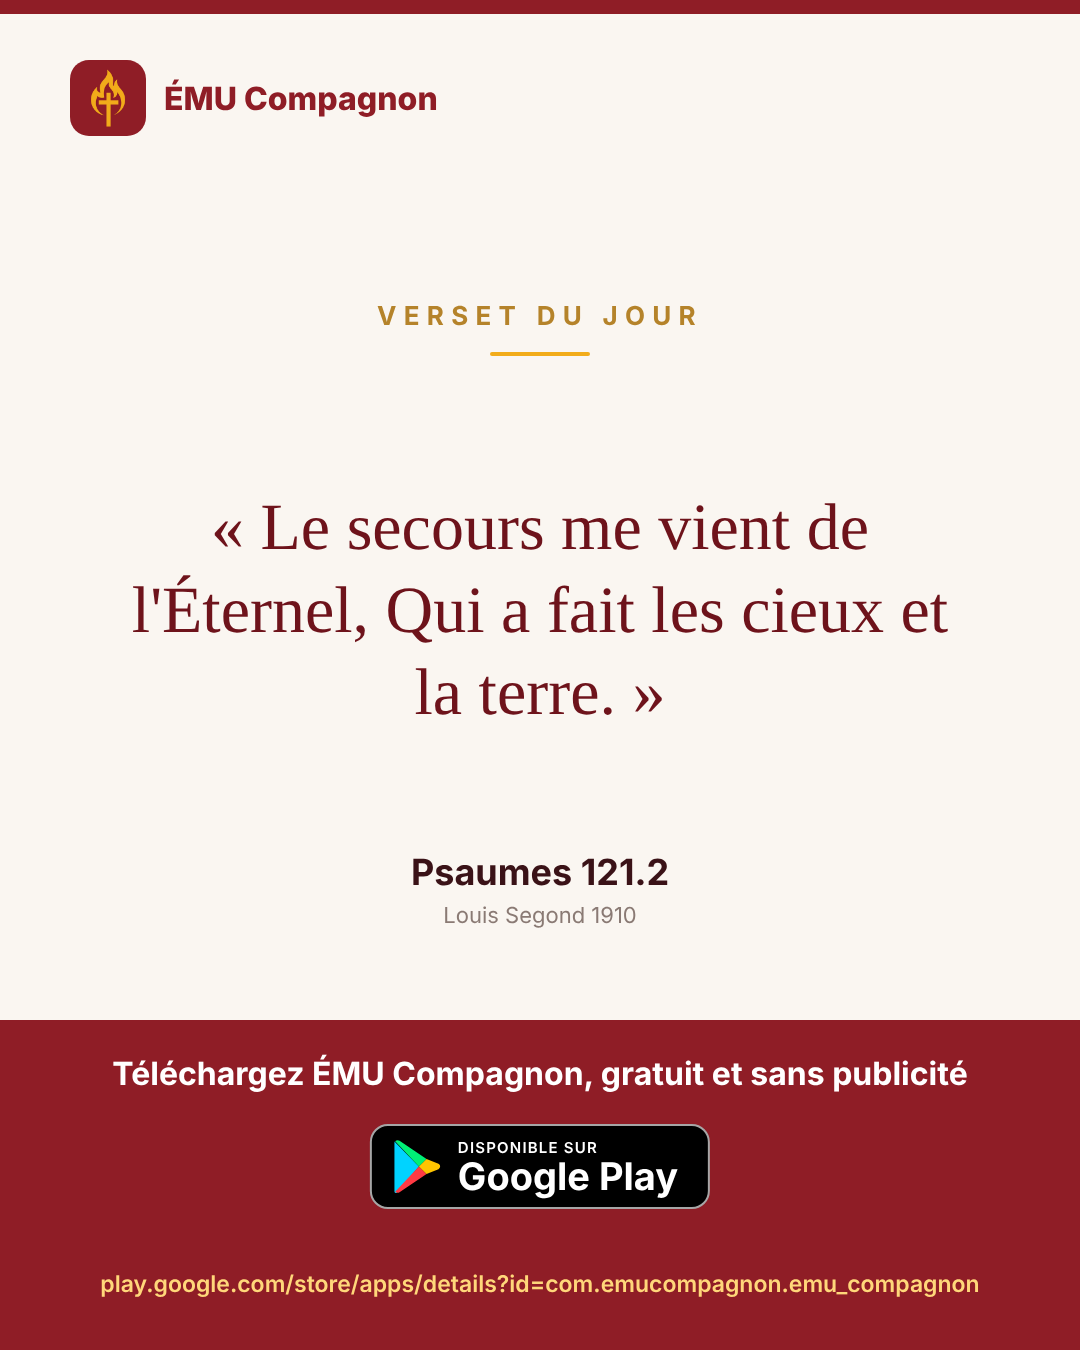 ÉMU Compagnon
VERSET DU JOUR
« Le secours me vient de
l'Éternel, Qui a fait les cieux et
la terre. »
Psaumes 121.2
Louis Segond 1910
Téléchargez ÉMU Compagnon, gratuit et sans publicité
DISPONIBLE SUR
Google Play
play.google.com/store/apps/details?id=com.emucompagnon.emu_compagnon